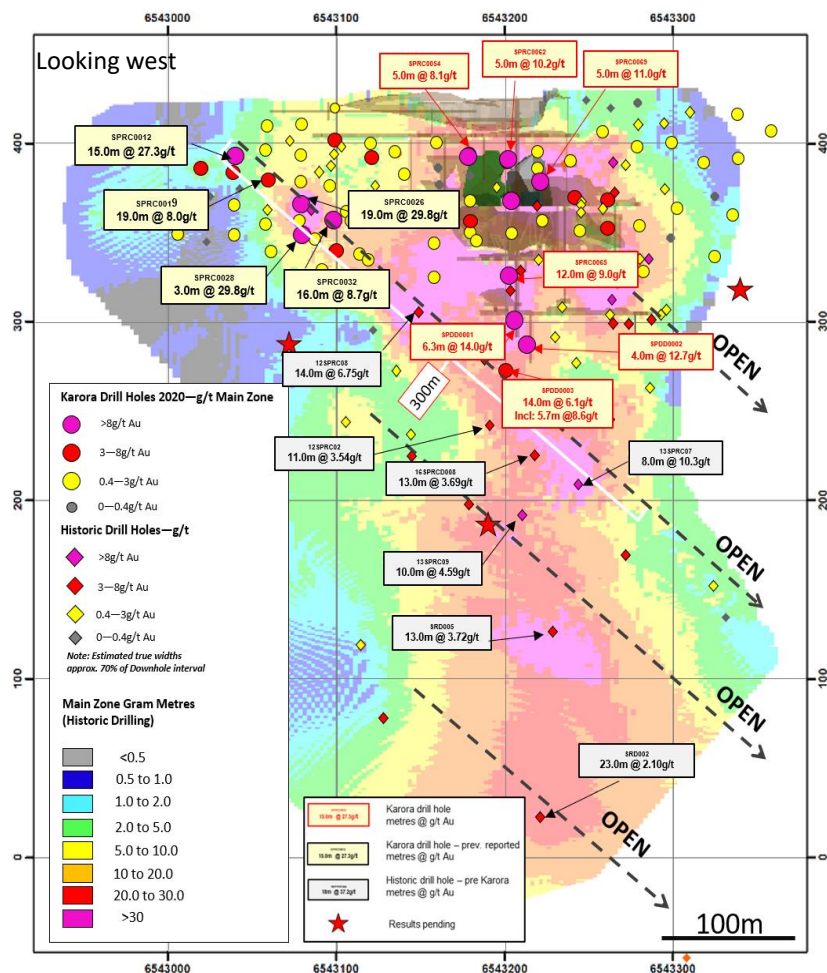 6543000
6543100
6543200
6543300
Looking west
SPRC0054
5.0m @ 8.1g/t
SPRC0062
5.0m @ 10.2g/t
SPRC0069
5.0m @ 11.0g/t
400
SPRC0012
15.0m @ 27.3g/t
SPRC0019
19.0m @ 8.0g/t
SPRC0026
19.0m @ 29.8g/t
SPRC0028
3.0m @ 29.8g/t
SPRC0032
16.0m @ 8.7g/t
SPRC0065
12.0m @ 9.0g/t
300
SPDD0001
6.3m @ 14.0g/t
SPDD0002
4.0m @ 12.7g/t
12SPRC08
14.0m @ 6.75g/t
SPDD0003
14.0m @ 6.1g/t
Incl: 5.7m @8.6g/t
300m
OPEN
12SPRC02
11.0m @ 3.54g/t
16SPRCD008
13.0m @ 3.69g/t
13SPRC07
8.0m @ 10.3g/t
200
13SPRC09
10.0m @ 4.59g/t
OPEN
SRD005
13.0m @ 3.72g/t
100
OPEN
SRD002
23.0m @ 2.10g/t
0
OPEN
Karora Drill Holes 2020—g/t Main Zone
>8g/t Au
3—8g/t Au
0.4—3g/t Au
0—0.4g/t Au
Historic Drill Holes—g/t
>8g/t Au
3—8g/t Au
0.4—3g/t Au
0—0.4g/t Au
Note: Estimated true widths
approx. 70% of Downhole interval
Main Zone Gram Metres
(Historic Drilling)
<0.5
0.5 to 1.0
1.0 to 2.0
2.0 to 5.0
5.0 to 10.0
10 to 20.0
20.0 to 30.0
>30
Karora drill hole
metres @ g/t Au
Karora drill hole – prev. reported
metres @ g/t Au
Historic drill hole – pre Karora
metres @ g/t Au
Results pending
100m
6543000
6543100
6543200
6543300